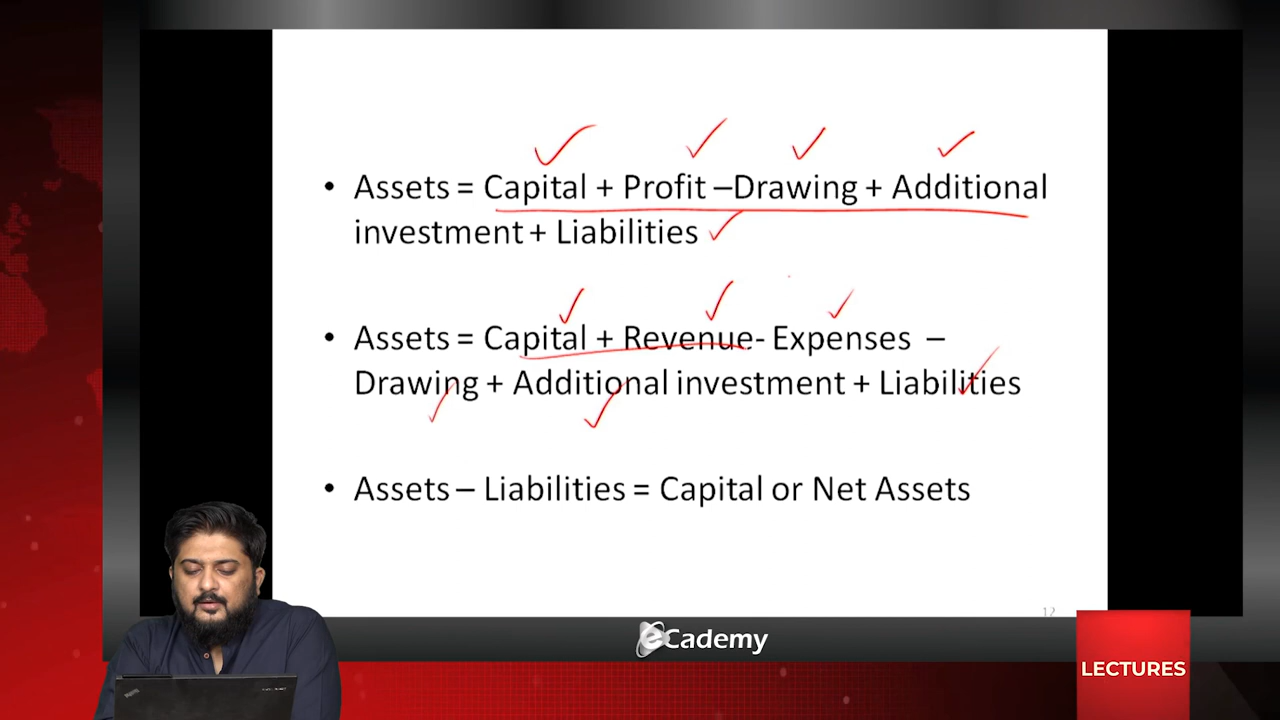 • Assets = Capital + Profit –Drawing + Additional
investment + Liabilities
• Assets = Capital + Revenue- Expenses –
Drawing + Additional investment + Liabilities
• Assets – Liabilities = Capital or Net Assets
12
eCademy
LECTURES